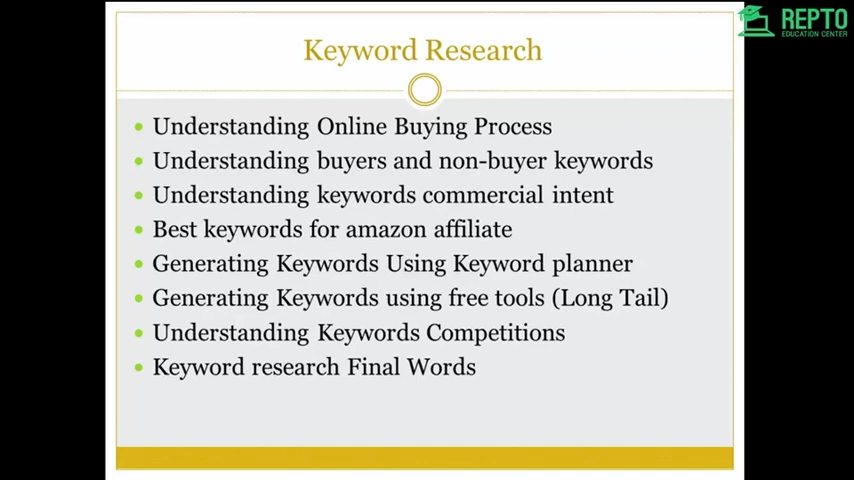 REPTO
EDUCATION CENTER
Keyword Research
Understanding Online Buying Process
Understanding buyers and non-buyer keywords
Understanding keywords commercial intent
Best keywords for amazon affiliate
Generating Keywords Using Keyword planner
Generating Keywords using free tools (Long Tail)
Understanding Keywords Competitions
Keyword research Final Words